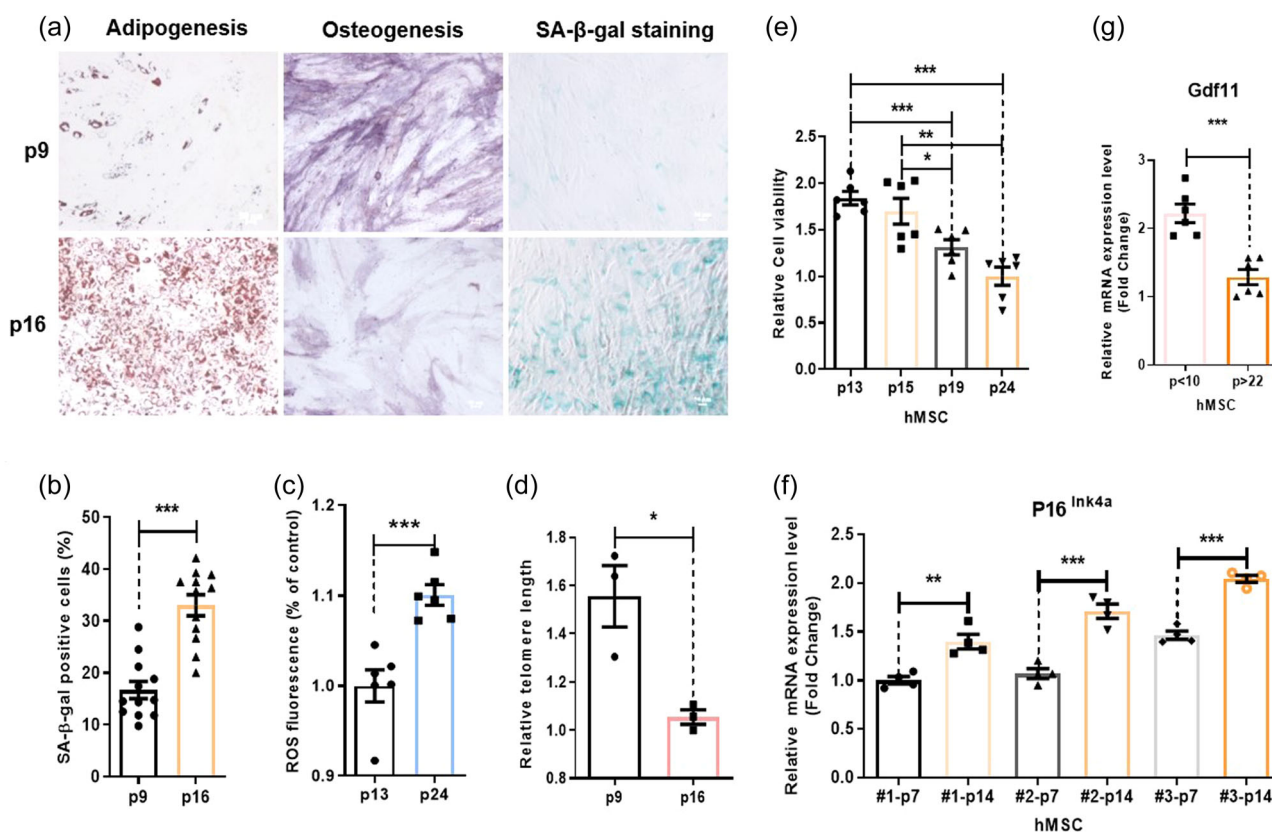 (a)
Adipogenesis
Osteogenesis
SA-β-gal staining
p9
p16
(e)
***
***
**
*
Relative Cell viability
2.5
2.0
1.5
1.0
0.5
0.0
p13
p15
p19
p24
hMSC
(g)
Gdf11
***
Relative mRNA expression level
(Fold Change)
3
2
1
0
p<10
p>22
hMSC
(b)
***
SA-β-gal positive cells (%)
50
40
30
20
10
0
p9
p16
(c)
***
ROS fluorescence (% of control)
1.2
1.1
1.0
0.9
p13
p24
(d)
*
Relative telomere length
1.8
1.6
1.4
1.2
1.0
0.8
p9
p16
(f)
P16 Ink4a
**
***
***
Relative mRNA expression level
(Fold Change)
2.5
2.0
1.5
1.0
0.5
0.0
#1-p7
#1-p14
#2-p7
#2-p14
#3-p7
#3-p14
hMSC